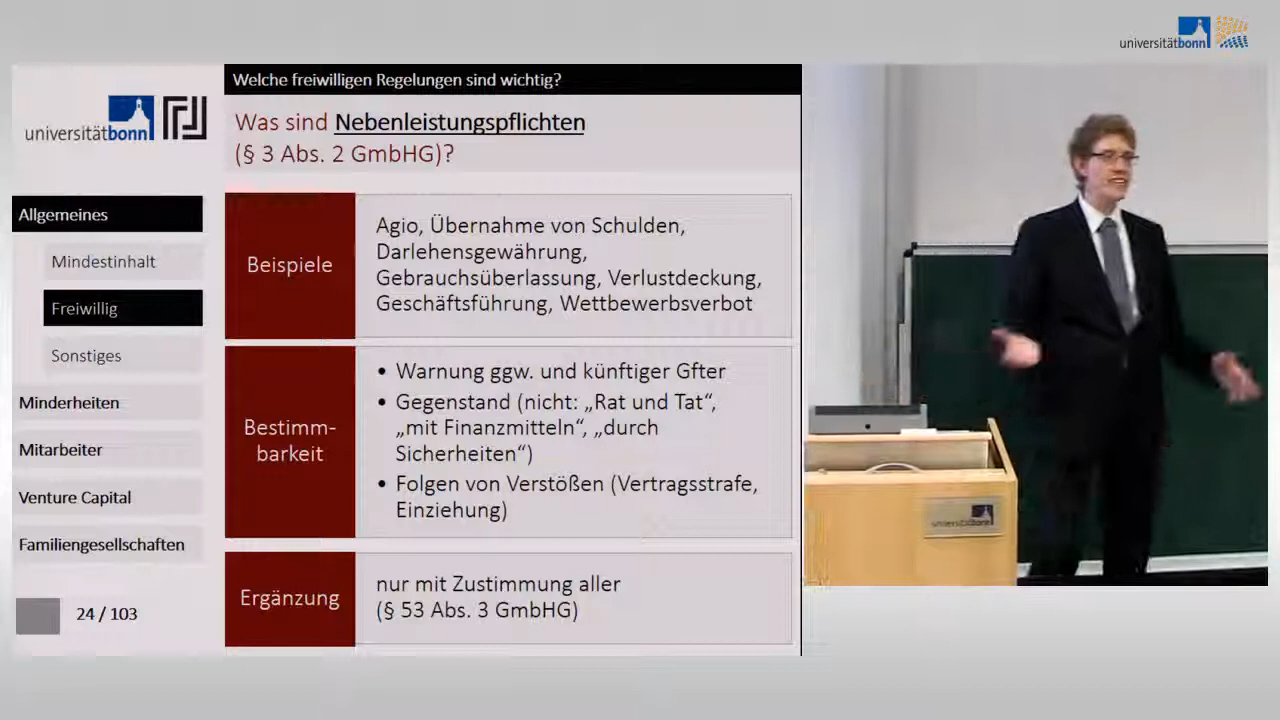 universitätbonn
Welche freiwilligen Regelungen sind wichtig?
universitätbonn
Was sind Nebenleistungspflichten
(§ 3 Abs. 2 GmbHG)?
Allgemeines
Mindestinhalt
Freiwillig
Sonstiges
Minderheiten
Mitarbeiter
Venture Capital
Familiengesellschaften
24 / 103
Beispiele
Agio, Übernahme von Schulden,
Darlehensgewährung,
Gebrauchsüberlassung, Verlustdeckung,
Geschäftsführung, Wettbewerbsverbot
Bestimm-
barkeit
• Warnung ggw. und künftiger Gfter
• Gegenstand (nicht: „Rat und Tat“,
„mit Finanzmitteln“, „durch
Sicherheiten“)
• Folgen von Verstößen (Vertragsstrafe,
Einziehung)
Ergänzung
nur mit Zustimmung aller
(§ 53 Abs. 3 GmbHG)
universitätbonn